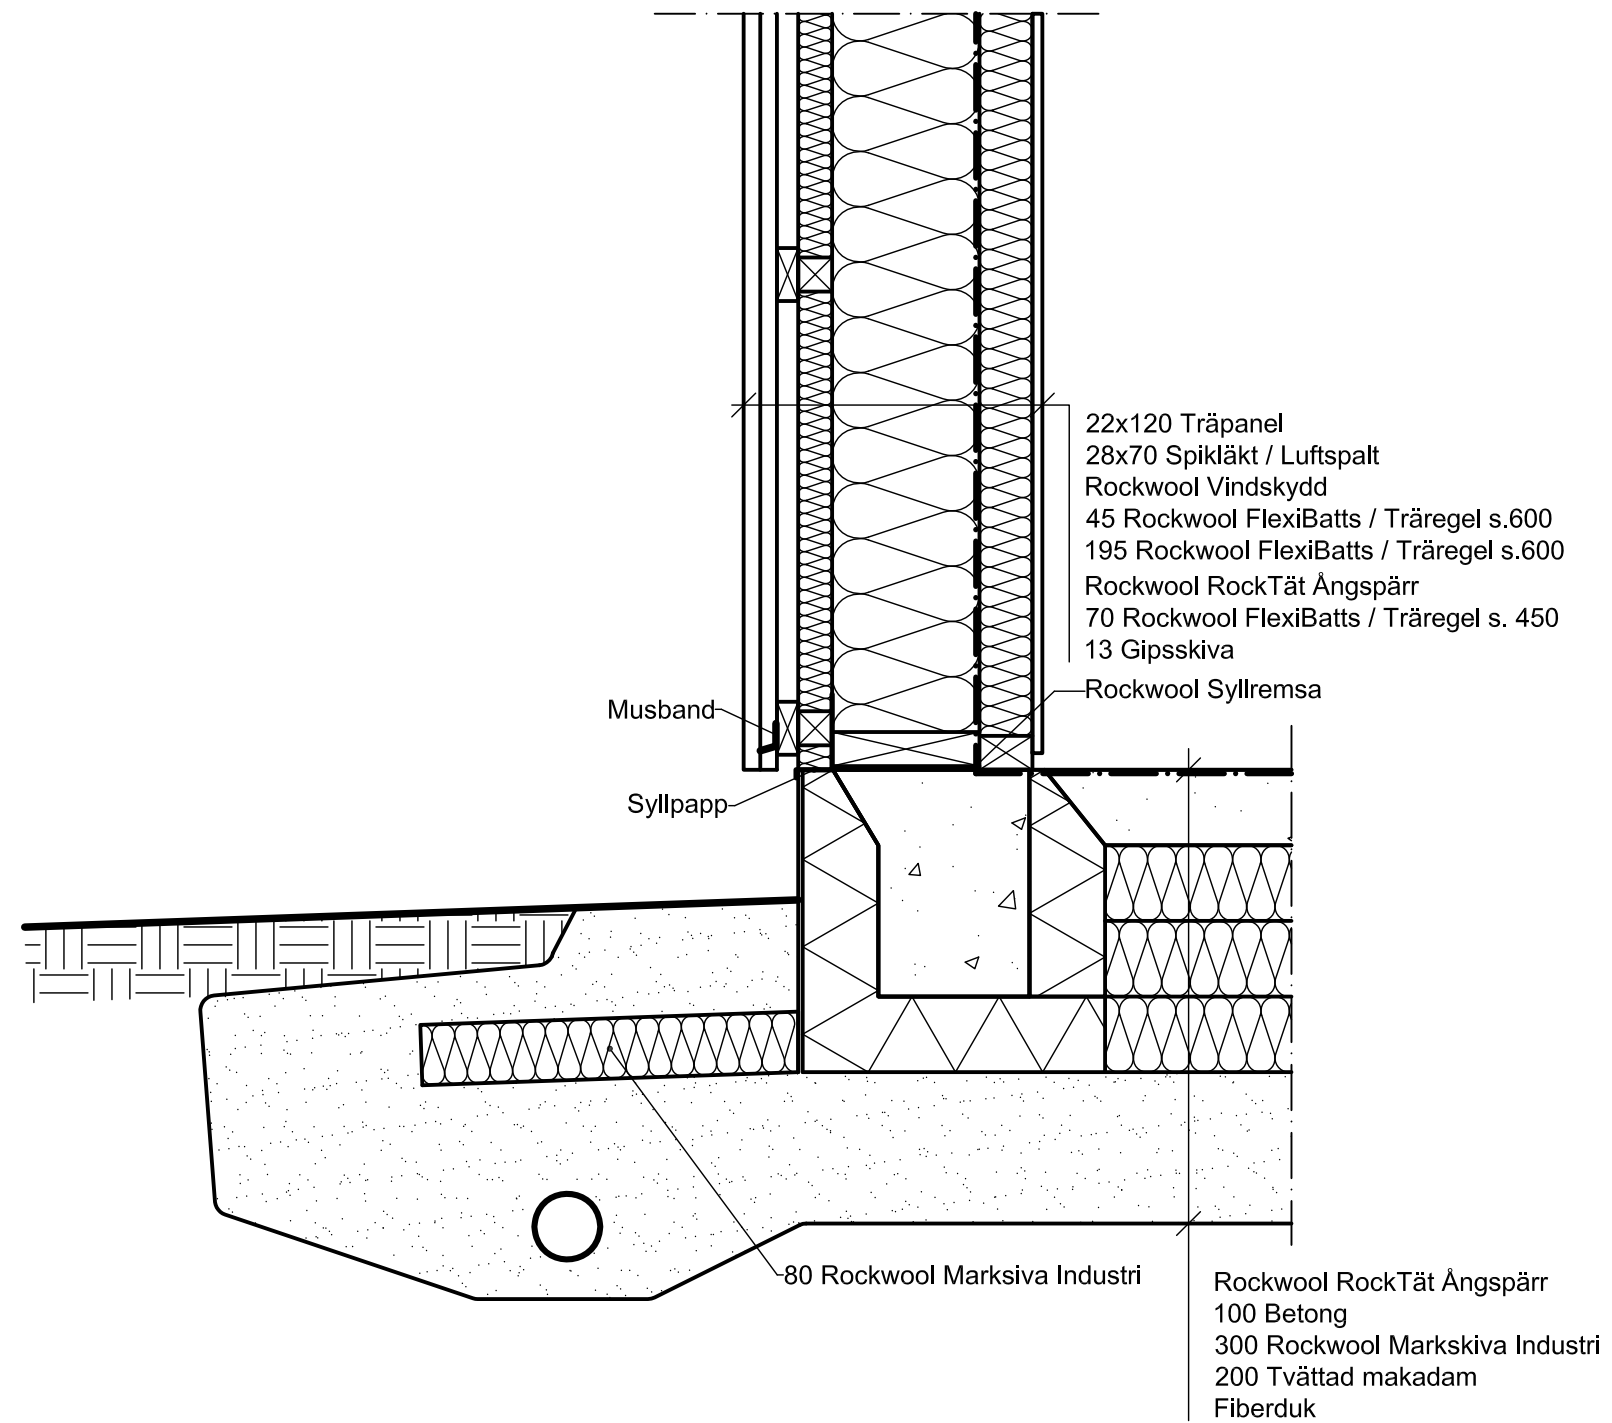 22x120 Träpanel
28x70 Spikläkt / Luftspalt
Rockwool Vindskydd
45 Rockwool FlexiBatts / Träregel s.600
195 Rockwool FlexiBatts / Träregel s.600
Rockwool RockTät Ångspärr
70 Rockwool FlexiBatts / Träregel s. 450
13 Gipsskiva
Rockwool Syllremsa
Musband
Syllpapp
80 Rockwool Marksiva Industri
Rockwool RockTät Ångspärr
100 Betong
300 Rockwool Markskiva Industri
200 Tvättad makadam
Fiberduk